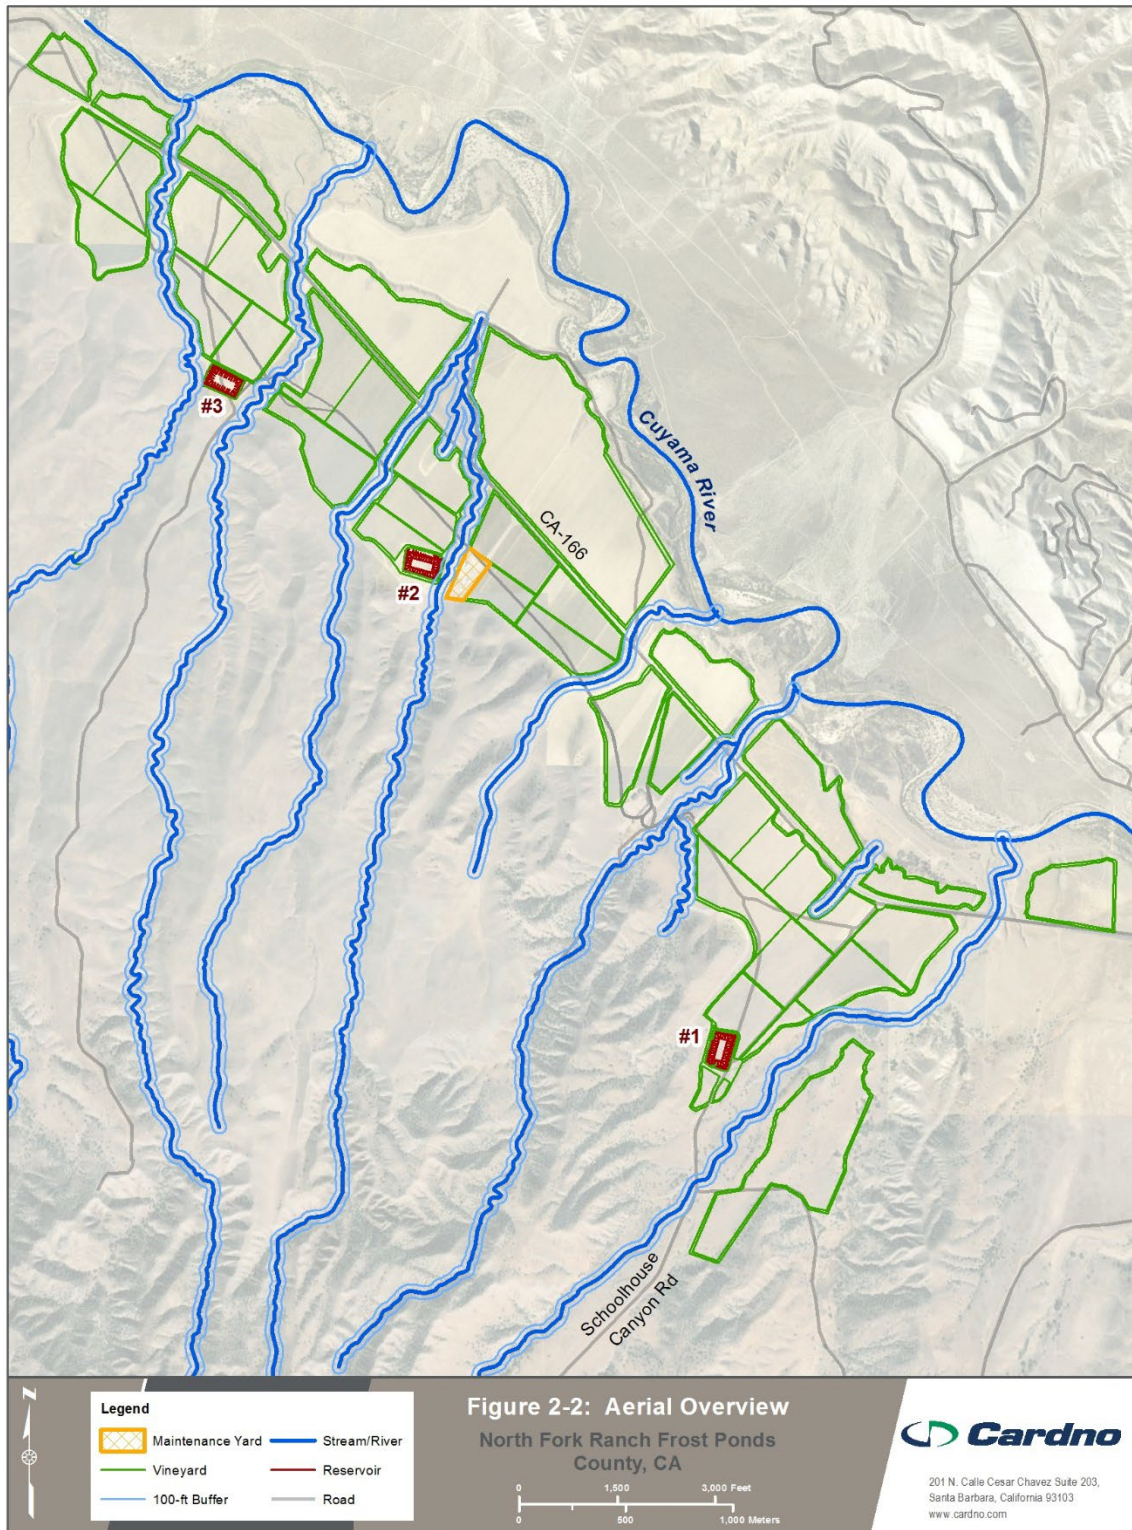 #3
Cuyama River
CA-166
#2
#1
Schoolhouse
Canyon Rd
N
Legend
Maintenance Yard
Stream/River
Vineyard
Reservoir
100-ft Buffer
Road
Figure 2-2: Aerial Overview
North Fork Ranch Frost Ponds
County, CA
0 1,500 3,000 Feet
0 500 1,000 Meters
Cardno
201 N. Calle Cesar Chavez Suite 203,
Santa Barbara, California 93103
www.cardno.com